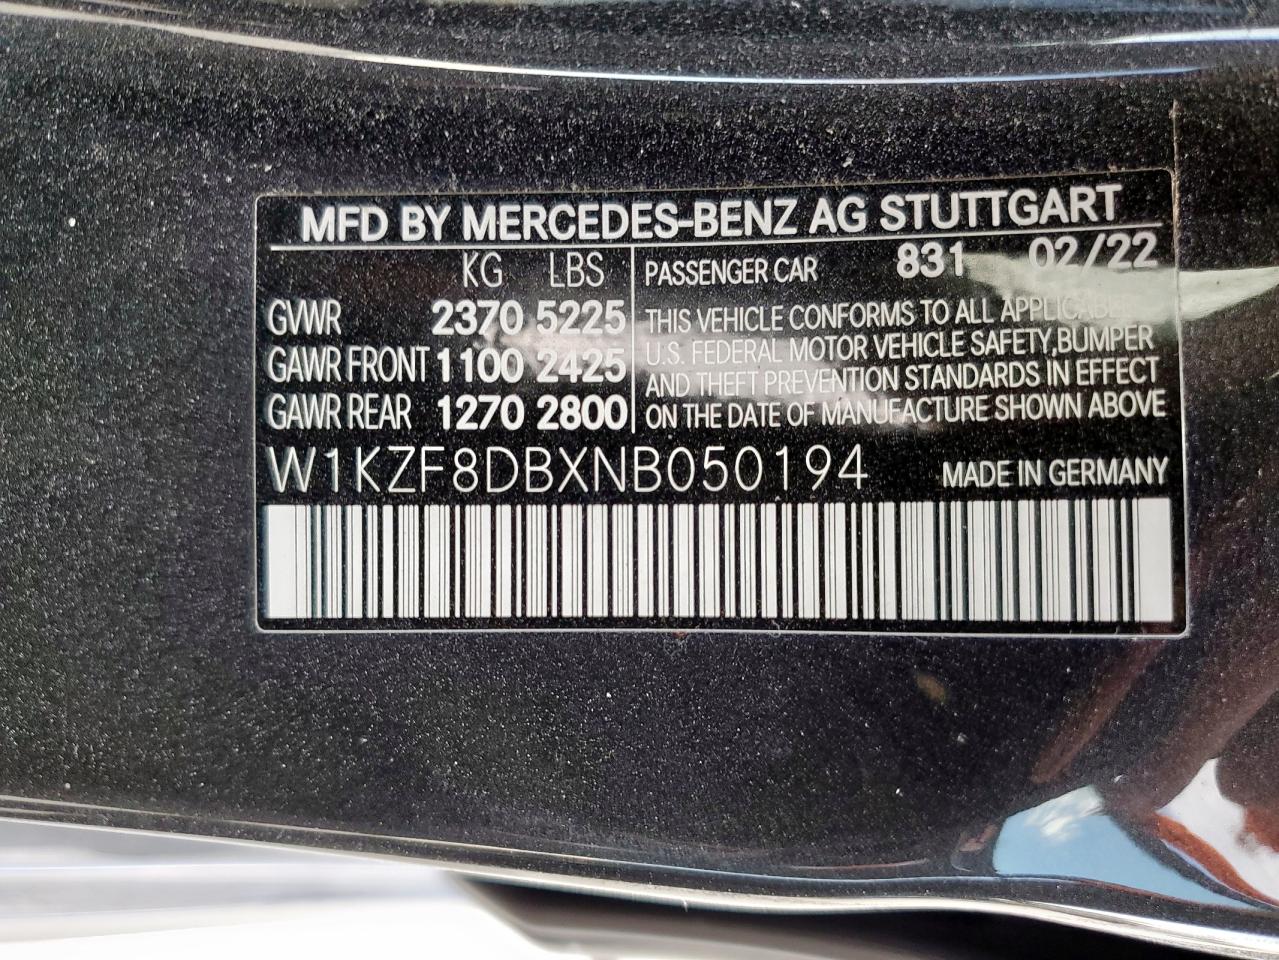 MFD BY MERCEDES-BENZ AG STUTTGART
KG LBS
GVWR 2370 5225
GAWR FRONT 1100 2425
GAWR REAR 1270 2800
PASSENGER CAR 831 02/22
THIS VEHICLE CONFORMS TO ALL APPLICABLE
U.S. FEDERAL MOTOR VEHICLE SAFETY,BUMPER
AND THEFT PREVENTION STANDARDS IN EFFECT
ON THE DATE OF MANUFACTURE SHOWN ABOVE
W1KZF8DBXNB050194 MADE IN GERMANY